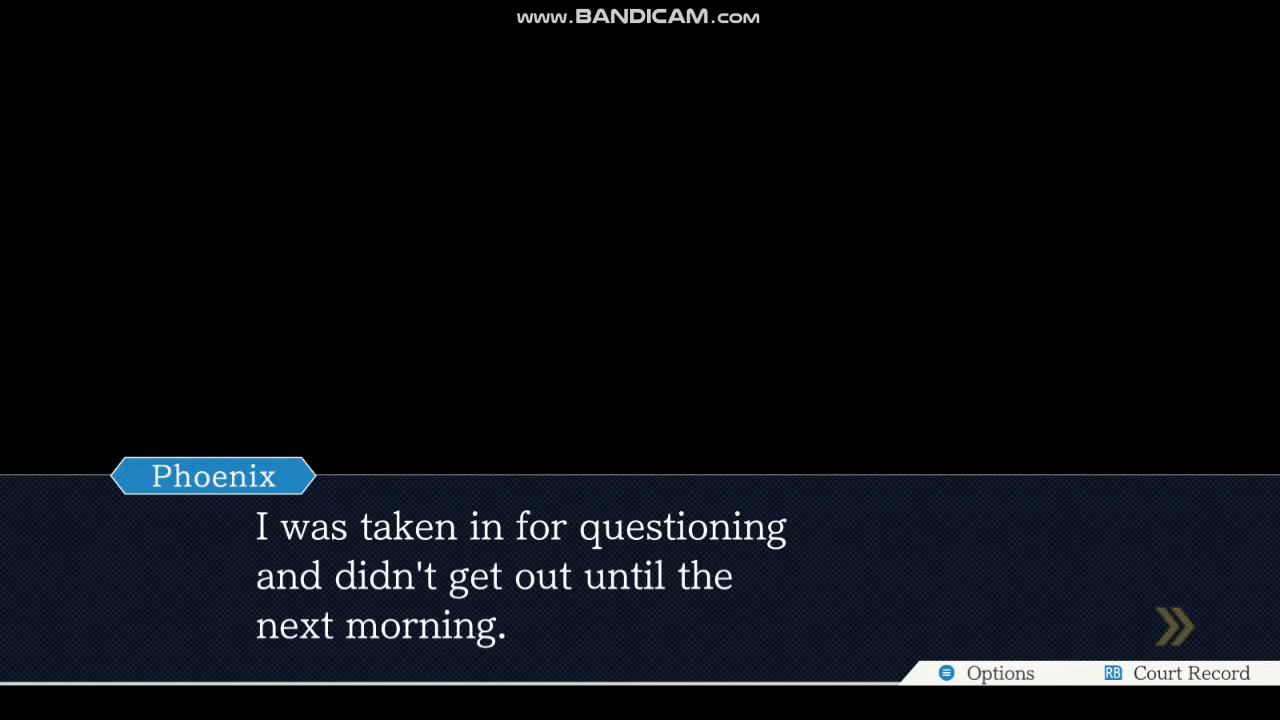 www.BANDICAM.com
Phoenix
I was taken in for questioning
and didn't get out until the
next morning.
Options
RB Court Record